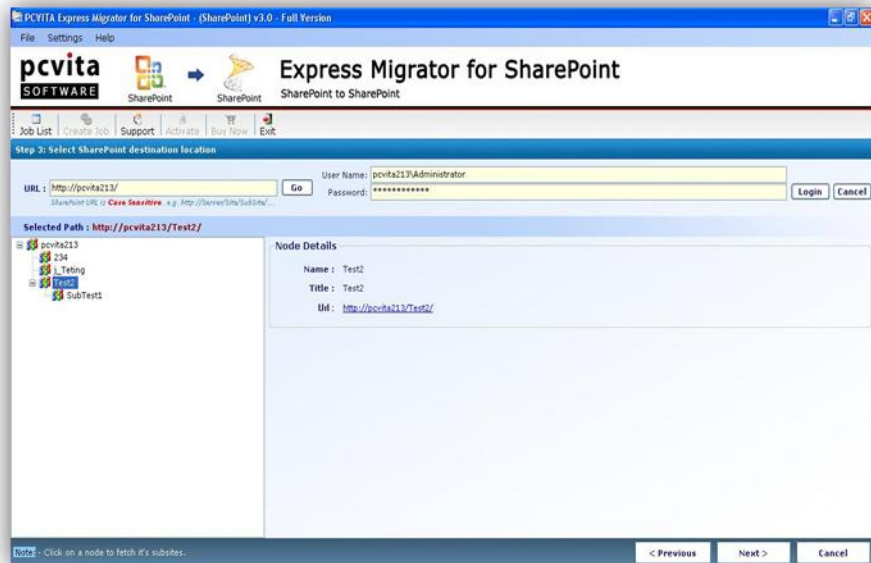 PCVITA Express Migrator for SharePoint - (SharePoint) v3.0 - Full Version
File Settings Help
pcvita
SOFTWARE
SharePoint
SharePoint
Express Migrator for SharePoint
SharePoint to SharePoint
Job List Create Job Support Activate Buy Now Exit
Step 3: Select SharePoint destination location
URL : http://pcvita213/ Go
SharePoint URL is Case Sensitive. e.g. http://Server/Site/SubSite/...
User Name: pcvita213\Administrator
Password: ************ Login Cancel
Selected Path : http://pcvita213/Test2/
pcvita213
234
j_Teting
Test2
SubTest1
Node Details
Name : Test2
Title : Test2
Url : http://pcvita213/Test2/
Note: - Click on a node to fetch it's subsites.
< Previous Next > Cancel